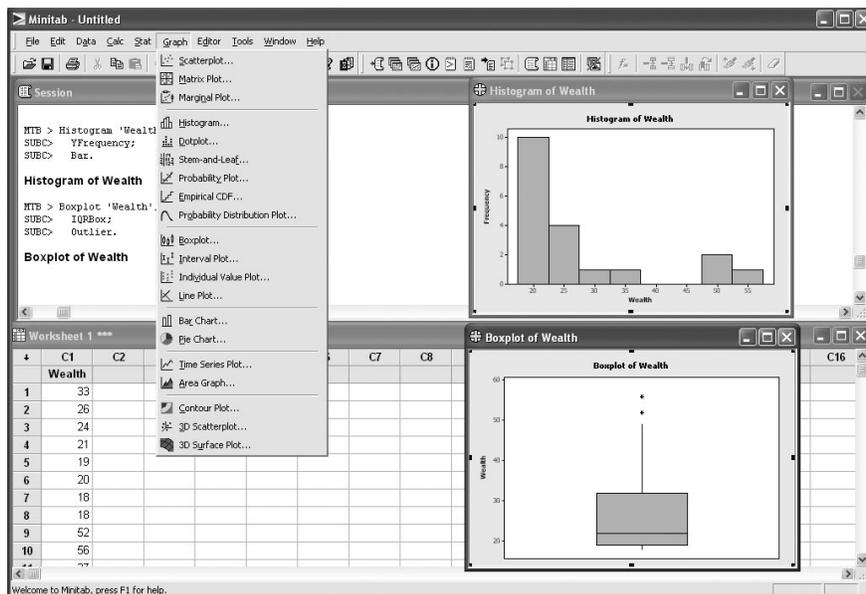 Minitab - Untitled
File Edit Data Calc Stat Graph Editor Tools Window Help
Session
MTB > Histogram 'Wealth
SUBC> YFrequency;
SUBC> Bar.
Histogram of Wealth
MTB > Boxplot 'Wealth'
SUBC> IQRBox;
SUBC> Outlier.
Boxplot of Wealth
Scatterplot...
Matrix Plot...
Marginal Plot...
Histogram...
Dotplot...
Stem-and-Leaf...
Probability Plot...
Empirical CDF...
Probability Distribution Plot...
Boxplot...
Interval Plot...
Individual Value Plot...
Line Plot...
Bar Chart...
Pie Chart...
Time Series Plot...
Area Graph...
Contour Plot...
3D Scatterplot...
3D Surface Plot...
Histogram of Wealth
Histogram of Wealth
Frequency
10
8
6
4
2
0
20 25 30 35 40 45 50 55
Wealth
Worksheet 1 ***
C1 C2 C7 C8 C16
Wealth
1 33
2 26
3 24
4 21
5 19
6 20
7 18
8 18
9 52
10 56
Boxplot of Wealth
Boxplot of Wealth
Wealth
60
50
40
30
20
Welcome to Minitab, press F1 for help.